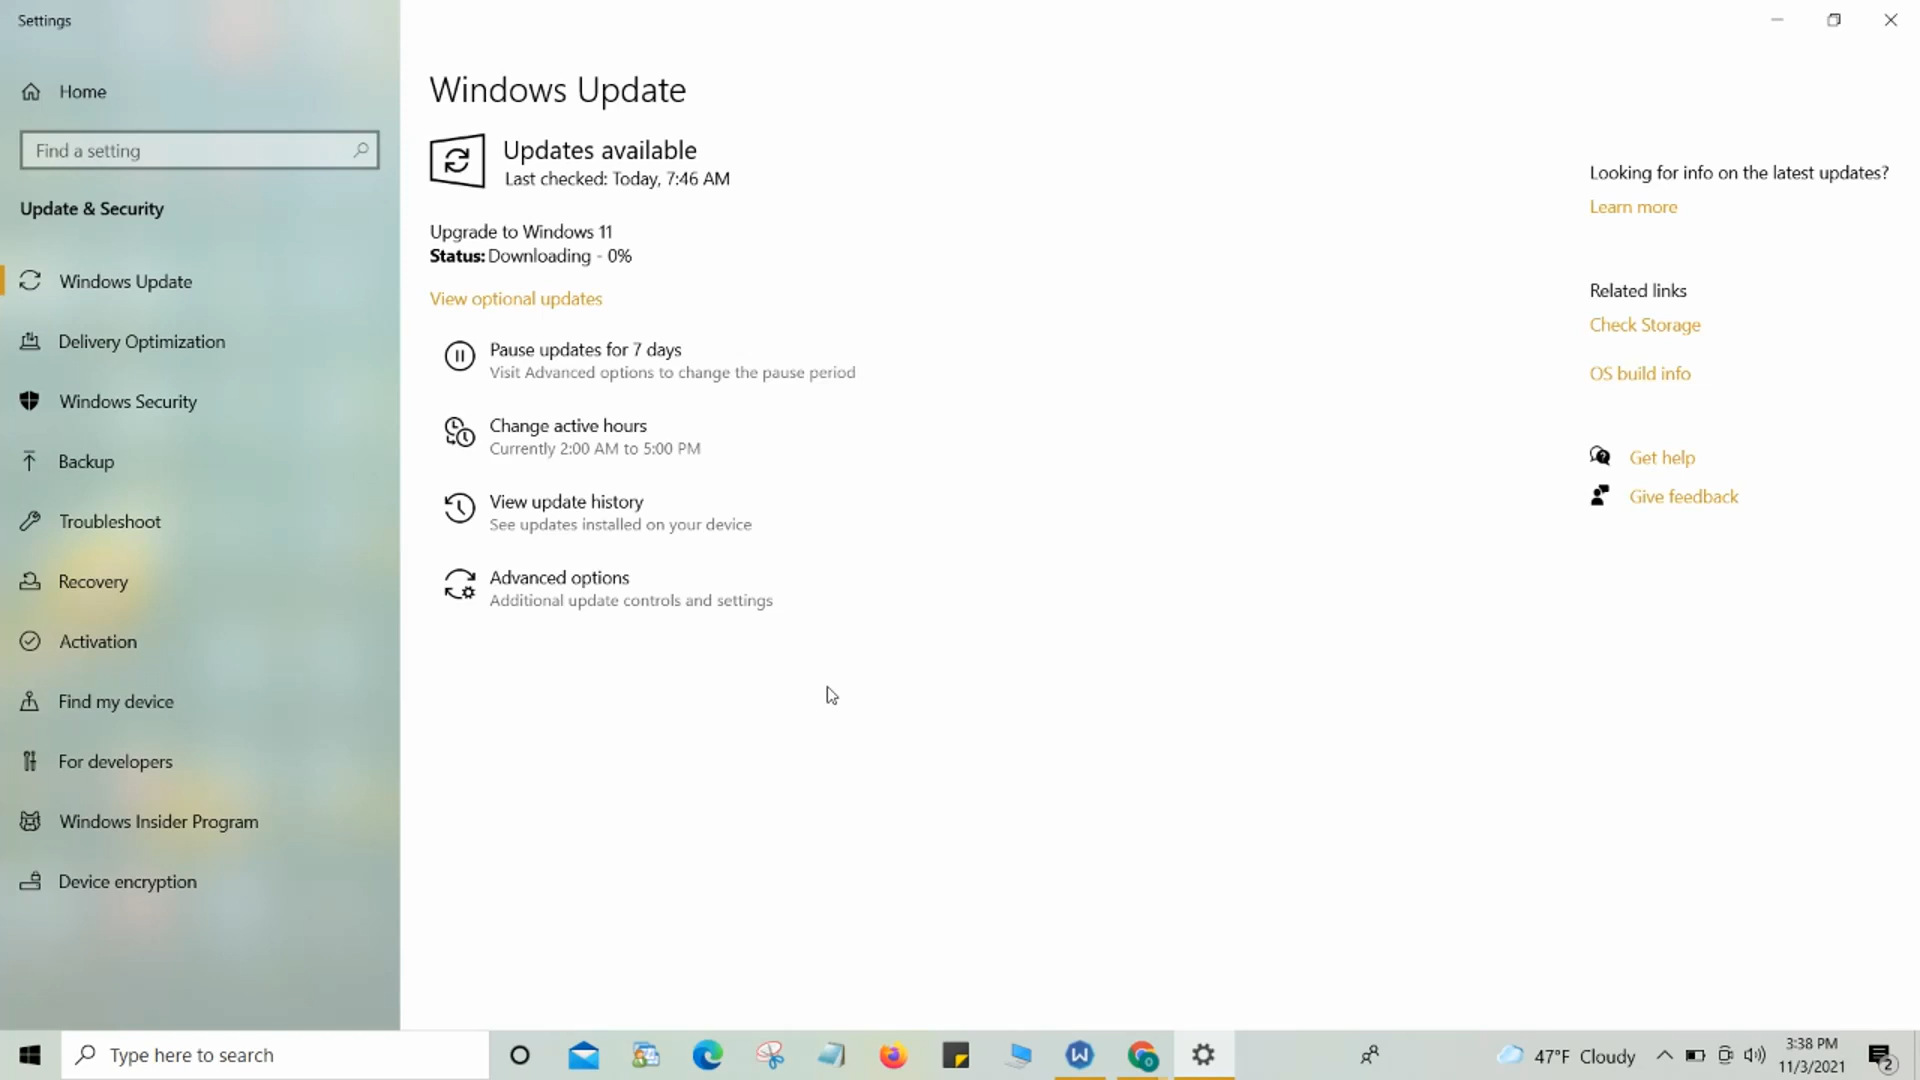 Settings
Home
Find a setting
Update & Security
Windows Update
Delivery Optimization
Windows Security
Backup
Troubleshoot
Recovery
Activation
Find my device
For developers
Windows Insider Program
Device encryption
Windows Update
Updates available
Last checked: Today, 7:46 AM
Upgrade to Windows 11
Status: Downloading - 0%
View optional updates
Pause updates for 7 days
Visit Advanced options to change the pause period
Change active hours
Currently 2:00 AM to 5:00 PM
View update history
See updates installed on your device
Advanced options
Additional update controls and settings
Looking for info on the latest updates?
Learn more
Related links
Check Storage
OS build info
Get help
Give feedback
Type here to search
47°F Cloudy
3:38 PM
11/3/2021
2